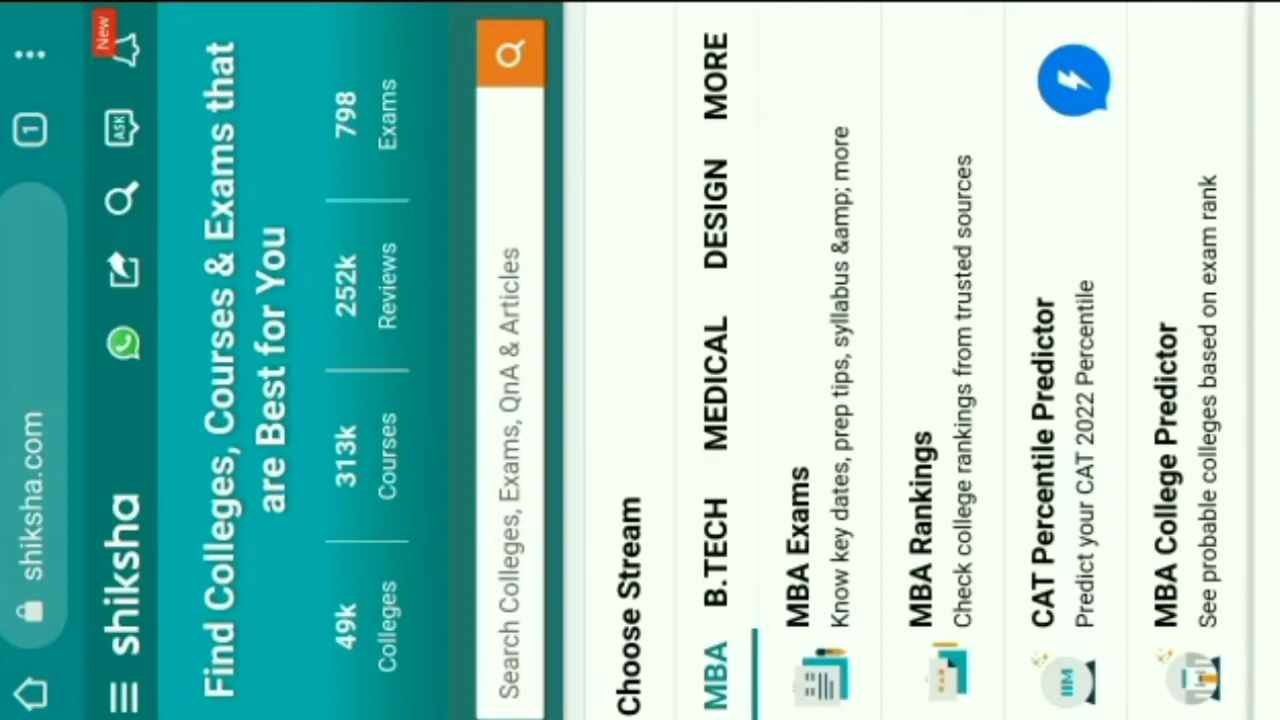 shiksha.com
1
shiksha
ASK
New
Find Colleges, Courses & Exams that
are Best for You
49k
Colleges
313k
Courses
252k
Reviews
798
Exams
Search Colleges, Exams, QnA & Articles
Choose Stream
MBA B.TECH MEDICAL DESIGN MORE
MBA Exams
Know key dates, prep tips, syllabus &amp; more
MBA Rankings
Check college rankings from trusted sources
IIM
CAT Percentile Predictor
Predict your CAT 2022 Percentile
MBA College Predictor
See probable colleges based on exam rank